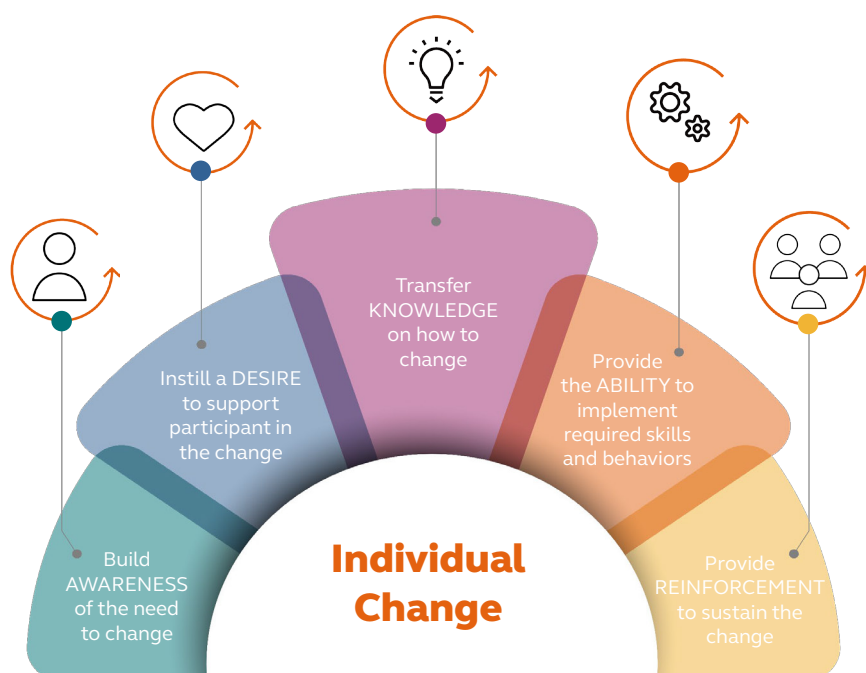 Build
AWARENESS
of the need
to change
Instill a DESIRE
to support
participant in
the change
Transfer
KNOWLEDGE
on how to
change
Provide
the ABILITY to
implement
required skills
and behaviors
Provide
REINFORCEMENT
to sustain the
change
Individual
Change